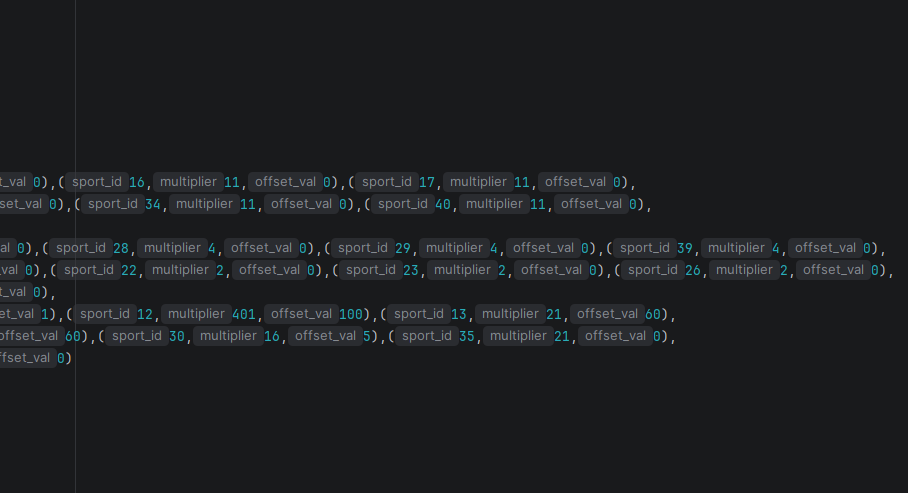 t_val 0),( sport_id 16, multiplier 11, offset_val 0),( sport_id 17, multiplier 11, offset_val 0),
set_val 0),( sport_id 34, multiplier 11, offset_val 0),( sport_id 40, multiplier 11, offset_val 0),
al 0),( sport_id 28, multiplier 4, offset_val 0),( sport_id 29, multiplier 4, offset_val 0),( sport_id 39, multiplier 4, offset_val 0),
val 0),( sport_id 22, multiplier 2, offset_val 0),( sport_id 23, multiplier 2, offset_val 0),( sport_id 26, multiplier 2, offset_val 0),
et_val 0),
et_val 1),( sport_id 12, multiplier 401, offset_val 100),( sport_id 13, multiplier 21, offset_val 60),
offset_val 60),( sport_id 30, multiplier 16, offset_val 5),( sport_id 35, multiplier 21, offset_val 0),
ffset_val 0)